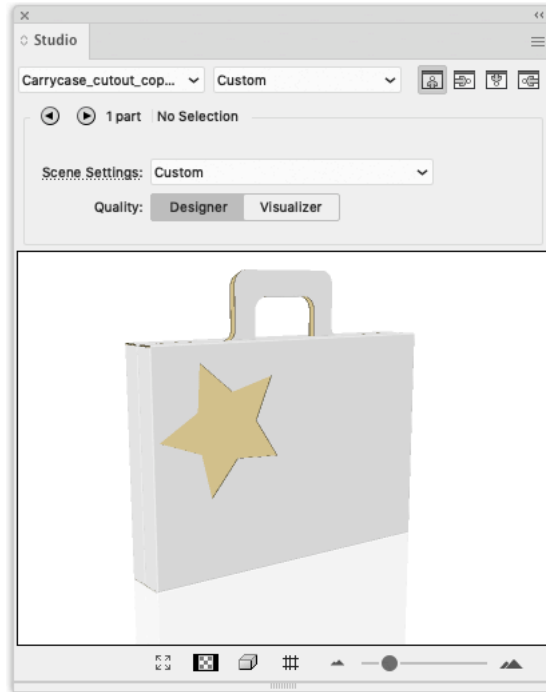 Studio
Carrycase_cutout_cop... Custom
1 part No Selection
Scene Settings: Custom
Quality: Designer Visualizer